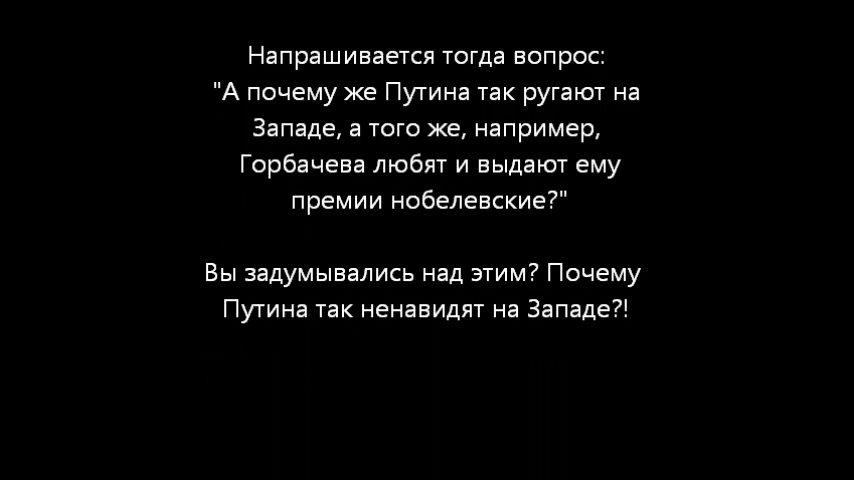 Напрашивается тогда вопрос:
"А почему же Путина так ругают на
Западе, а того же, например,
Горбачева любят и выдают ему
премии нобелевские?"
Вы задумывались над этим? Почему
Путина так ненавидят на Западе?!